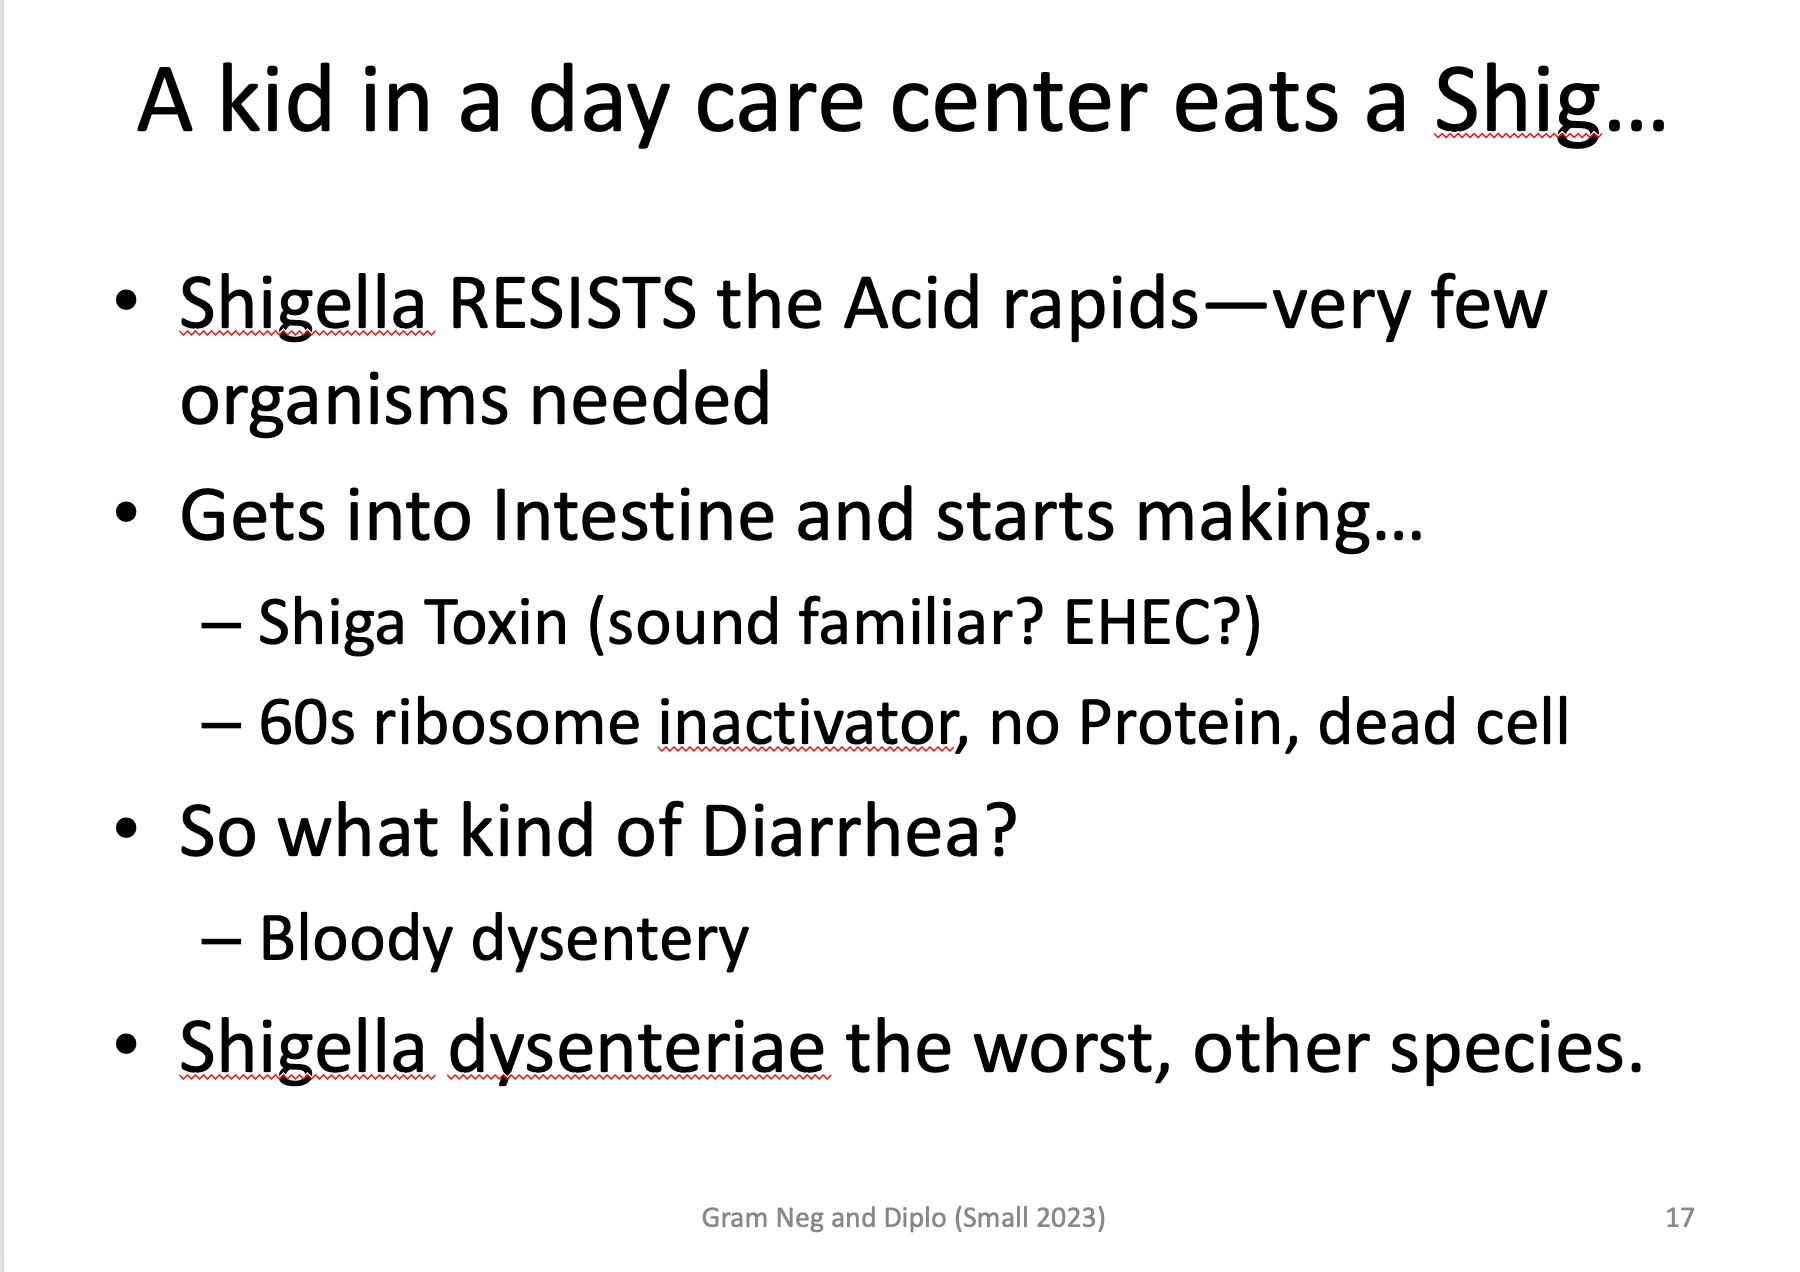 A kid in a day care center eats a Shig...
• Shigella RESISTS the Acid rapids—very few
organisms needed
• Gets into Intestine and starts making...
– Shiga Toxin (sound familiar? EHEC?)
– 60s ribosome inactivator, no Protein, dead cell
• So what kind of Diarrhea?
– Bloody dysentery
• Shigella dysenteriae the worst, other species.
Gram Neg and Diplo (Small 2023)
17